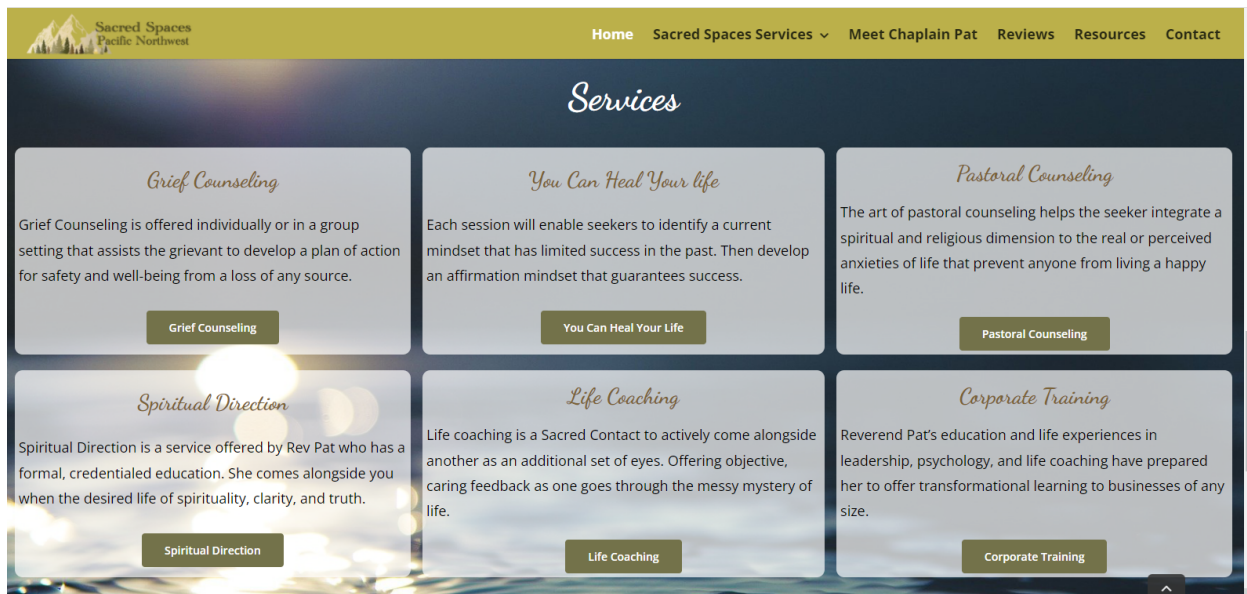 Sacred Spaces
Pacific Northwest
Home Sacred Spaces Services Meet Chaplain Pat Reviews Resources Contact
Services
Grief Counseling
Grief Counseling is offered individually or in a group
setting that assists the grievant to develop a plan of action
for safety and well-being from a loss of any source.
Grief Counseling
You Can Heal Your life
Each session will enable seekers to identify a current
mindset that has limited success in the past. Then develop
an affirmation mindset that guarantees success.
You Can Heal Your Life
Pastoral Counseling
The art of pastoral counseling helps the seeker integrate a
spiritual and religious dimension to the real or perceived
anxieties of life that prevent anyone from living a happy
life.
Pastoral Counseling
Spiritual Direction
Spiritual Direction is a service offered by Rev Pat who has a
formal, credentialed education. She comes alongside you
when the desired life of spirituality, clarity, and truth.
Spiritual Direction
Life Coaching
Life coaching is a Sacred Contact to actively come alongside
another as an additional set of eyes. Offering objective,
caring feedback as one goes through the messy mystery of
life.
Life Coaching
Corporate Training
Reverend Pat's education and life experiences in
leadership, psychology, and life coaching have prepared
her to offer transformational learning to businesses of any
size.
Corporate Training